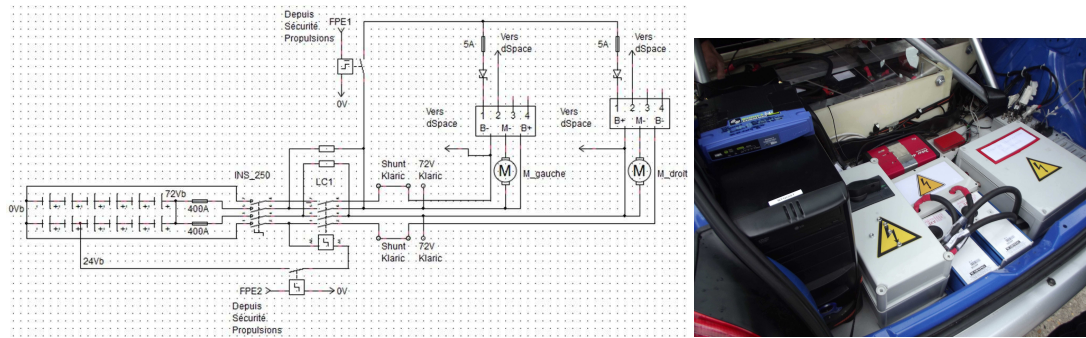 Depuis
Sécurité
Propulsions
FPE1
0V
5A
Vers
dSpace
5A
Vers
dSpace
Vers
dSpace
1 2 3 4
B- M- B+
Vers
dSpace
1 2 3 4
B+ M- B-
M
M_gauche
M
M_droit
INS_250
LC1
Shunt
Klaric
72V
Klaric
0Vb
72Vb
400A
400A
24Vb
Shunt
Klaric
72V
Klaric
FPE2
0V
Depuis
Sécurité
Propulsions